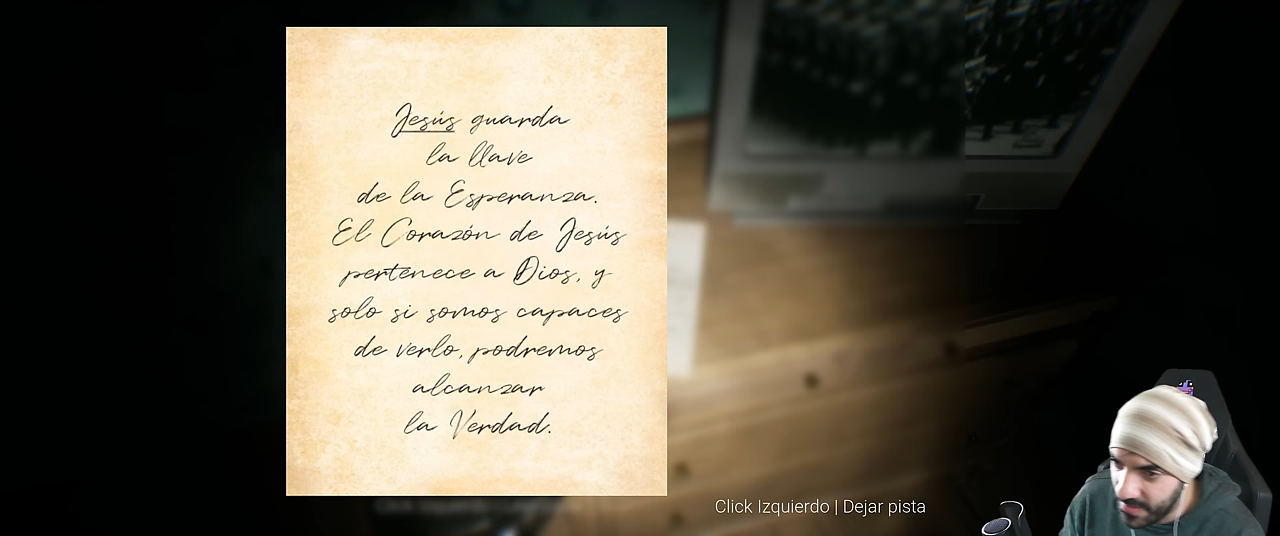 Jesús guarda
la llave
de la Esperanza.
El Corazón de Jesús
pertenece a Dios, y
solo si somos capaces
de verlo, podremos
alcanzar
la Verdad.
Click Izquierdo | Dejar pista